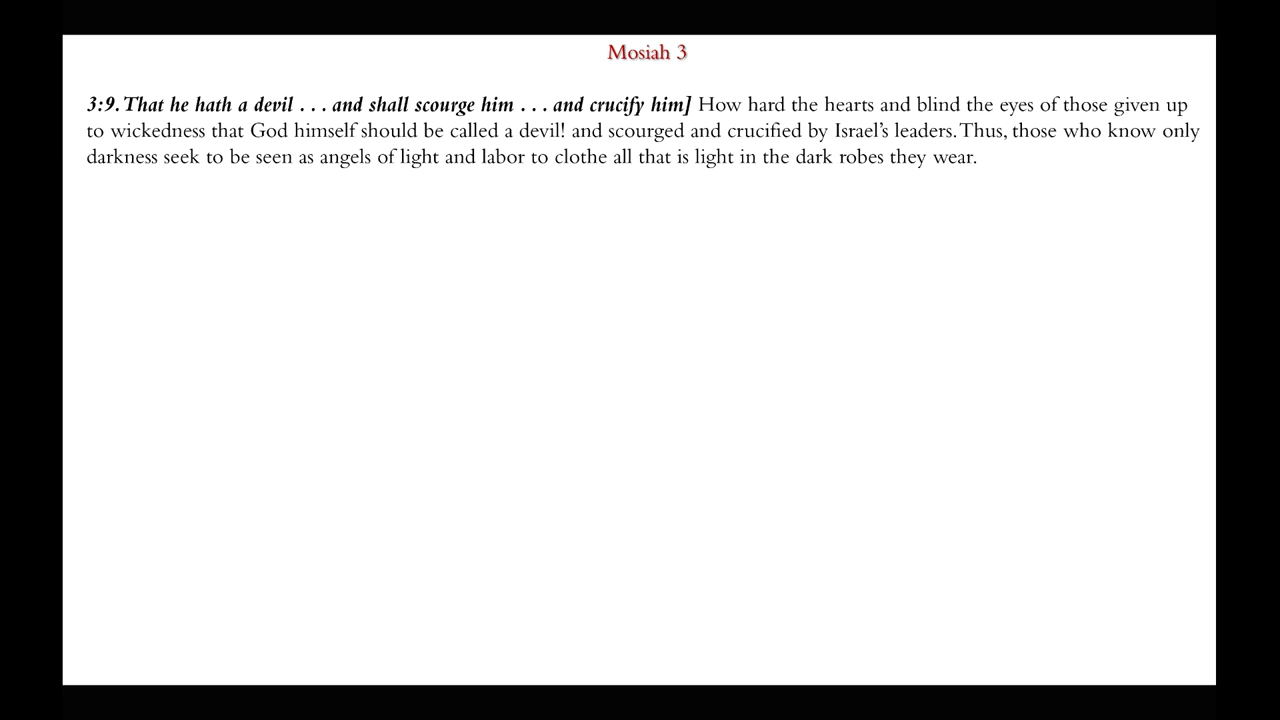 Mosiah 3
3:9. That he hath a devil . . . and shall scourge him . . . and crucify him] How hard the hearts and blind the eyes of those given up
to wickedness that God himself should be called a devil! and scourged and crucified by Israel's leaders. Thus, those who know only
darkness seek to be seen as angels of light and labor to clothe all that is light in the dark robes they wear.